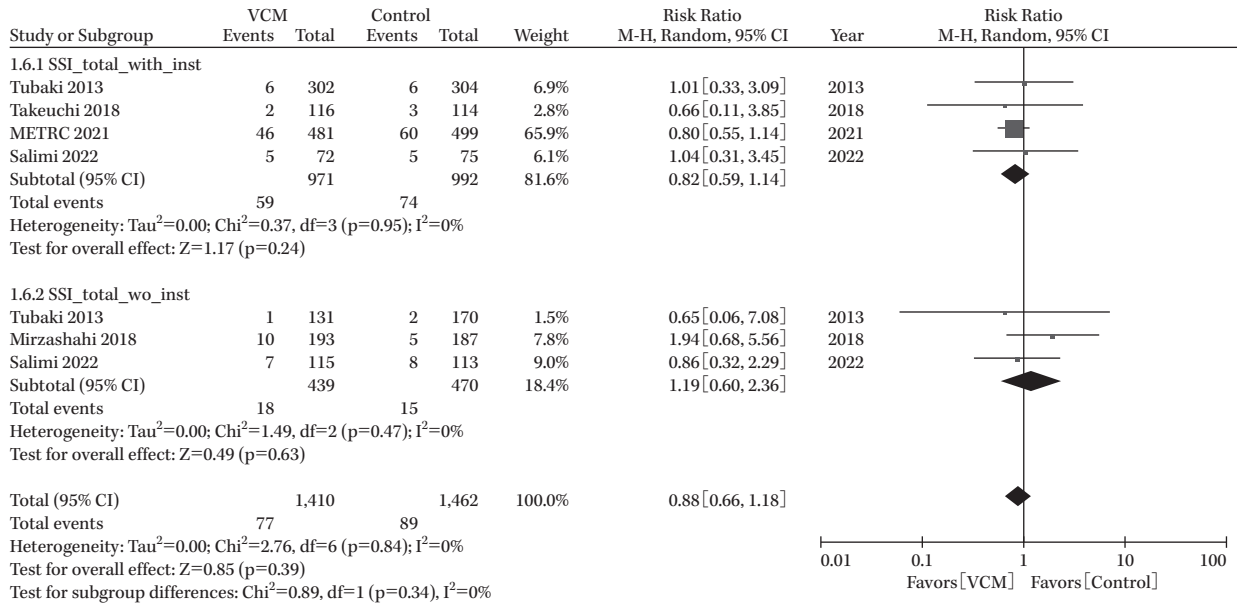 VCM Control Risk Ratio Risk Ratio
Study or Subgroup Events Total Events Total Weight M-H, Random, 95% CI Year M-H, Random, 95% CI
1.6.1 SSI_total_with_inst
Tubaki 2013 6 302 6 304 6.9% 1.01[0.33, 3.09] 2013
Takeuchi 2018 2 116 3 114 2.8% 0.66[0.11, 3.85] 2018
METRC 2021 46 481 60 499 65.9% 0.80[0.55, 1.14] 2021
Salimi 2022 5 72 5 75 6.1% 1.04[0.31, 3.45] 2022
Subtotal (95% CI) 971 992 81.6% 0.82[0.59, 1.14]
Total events 59 74
Heterogeneity: Tau²=0.00; Chi²=0.37, df=3 (p=0.95); I²=0%
Test for overall effect: Z=1.17 (p=0.24)
1.6.2 SSI_total_wo_inst
Tubaki 2013 1 131 2 170 1.5% 0.65[0.06, 7.08] 2013
Mirzashahi 2018 10 193 5 187 7.8% 1.94[0.68, 5.56] 2018
Salimi 2022 7 115 8 113 9.0% 0.86[0.32, 2.29] 2022
Subtotal (95% CI) 439 470 18.4% 1.19[0.60, 2.36]
Total events 18 15
Heterogeneity: Tau²=0.00; Chi²=1.49, df=2 (p=0.47); I²=0%
Test for overall effect: Z=0.49 (p=0.63)
Total (95% CI) 1,410 1,462 100.0% 0.88[0.66, 1.18]
Total events 77 89
Heterogeneity: Tau²=0.00; Chi²=2.76, df=6 (p=0.84); I²=0%
Test for overall effect: Z=0.85 (p=0.39)
Test for subgroup differences: Chi²=0.89, df=1 (p=0.34), I²=0%
0.01 0.1 1 10 100
Favors[VCM] Favors[Control]